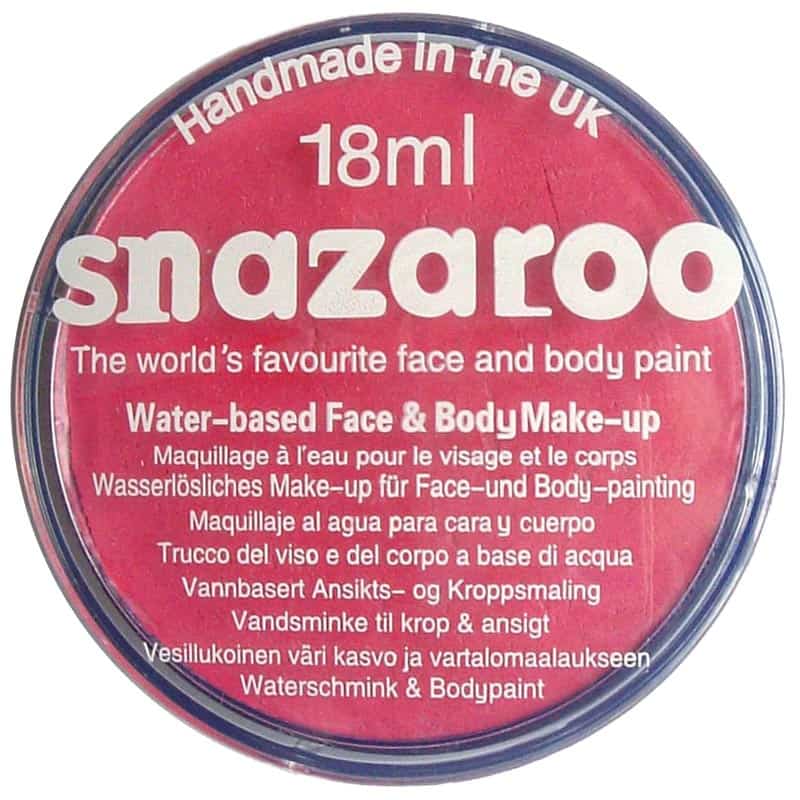 Handmade in the UK
18ml
snazaroo
The world's favourite face and body paint
Water-based Face & Body Make-up
Maquillage à l'eau pour le visage et le corps
Wasserlösliches Make-up für Face-und Body-painting
Maquillaje al agua para cara y cuerpo
Trucco del viso e del corpo a base di acqua
Vannbasert Ansikts- og Kroppsmaling
Vandsminke til krop & ansigt
Vesillukoinen väri kasvo ja vartalomaalaukseen
Waterschmink & Bodypaint